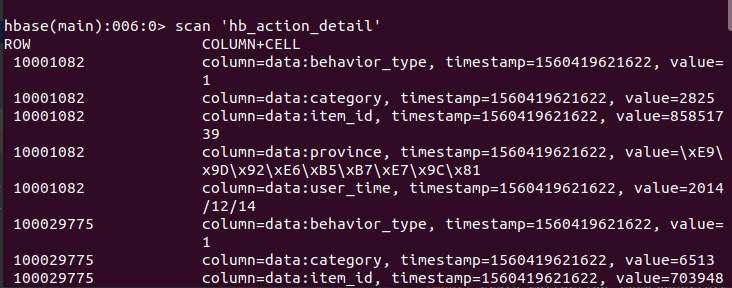 hbase(main):006:0> scan 'hb_action_detail'
ROW COLUMN+CELL
10001082 column=data:behavior_type, timestamp=1560419621622, value=
1
10001082 column=data:category, timestamp=1560419621622, value=2825
10001082 column=data:item_id, timestamp=1560419621622, value=858517
39
10001082 column=data:province, timestamp=1560419621622, value=\xE9\
x9D\x92\xE6\xB5\xB7\xE7\x9C\x81
10001082 column=data:user_time, timestamp=1560419621622, value=2014
/12/14
100029775 column=data:behavior_type, timestamp=1560419621622, value=
1
100029775 column=data:category, timestamp=1560419621622, value=6513
100029775 column=data:item_id, timestamp=1560419621622, value=703948